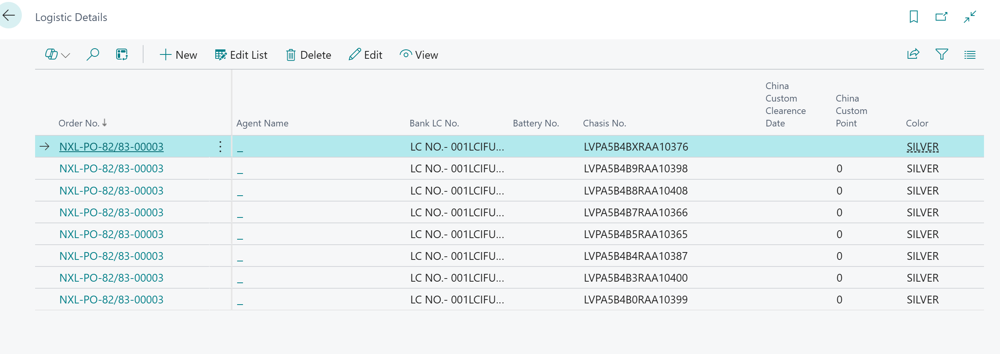 Logistic Details
New Edit List Delete Edit View
Order No. Agent Name Bank LC No. Battery No. Chasis No. China Custom Clearence Date China Custom Point Color
NXL-PO-82/83-00003 _ LC NO.- 001LCIFU... LVPA5B4BXRAA10376 SILVER
NXL-PO-82/83-00003 _ LC NO.- 001LCIFU... LVPA5B4B9RAA10398 0 SILVER
NXL-PO-82/83-00003 _ LC NO.- 001LCIFU... LVPA5B4B8RAA10408 0 SILVER
NXL-PO-82/83-00003 _ LC NO.- 001LCIFU... LVPA5B4B7RAA10366 0 SILVER
NXL-PO-82/83-00003 _ LC NO.- 001LCIFU... LVPA5B4B5RAA10365 0 SILVER
NXL-PO-82/83-00003 _ LC NO.- 001LCIFU... LVPA5B4B4RAA10387 0 SILVER
NXL-PO-82/83-00003 _ LC NO.- 001LCIFU... LVPA5B4B3RAA10400 0 SILVER
NXL-PO-82/83-00003 _ LC NO.- 001LCIFU... LVPA5B4B0RAA10399 0 SILVER